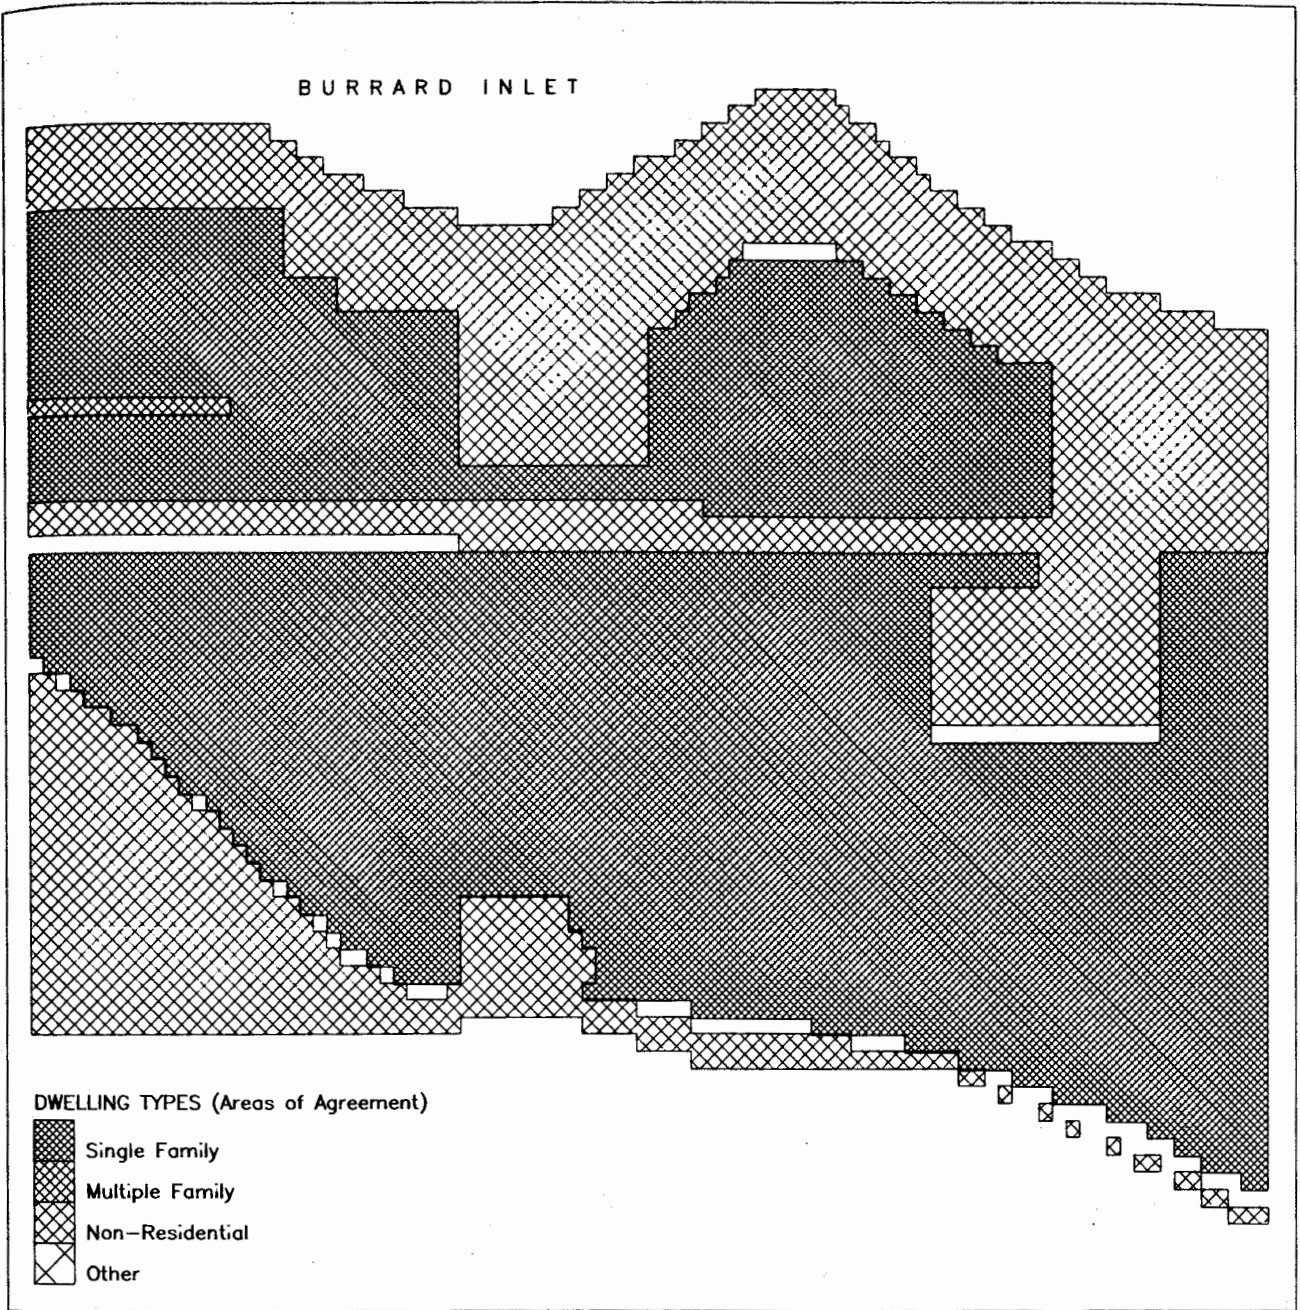 BURRARD INLET
DWELLING TYPES (Areas of Agreement)
Single Family
Multiple Family
Non-Residential
Other